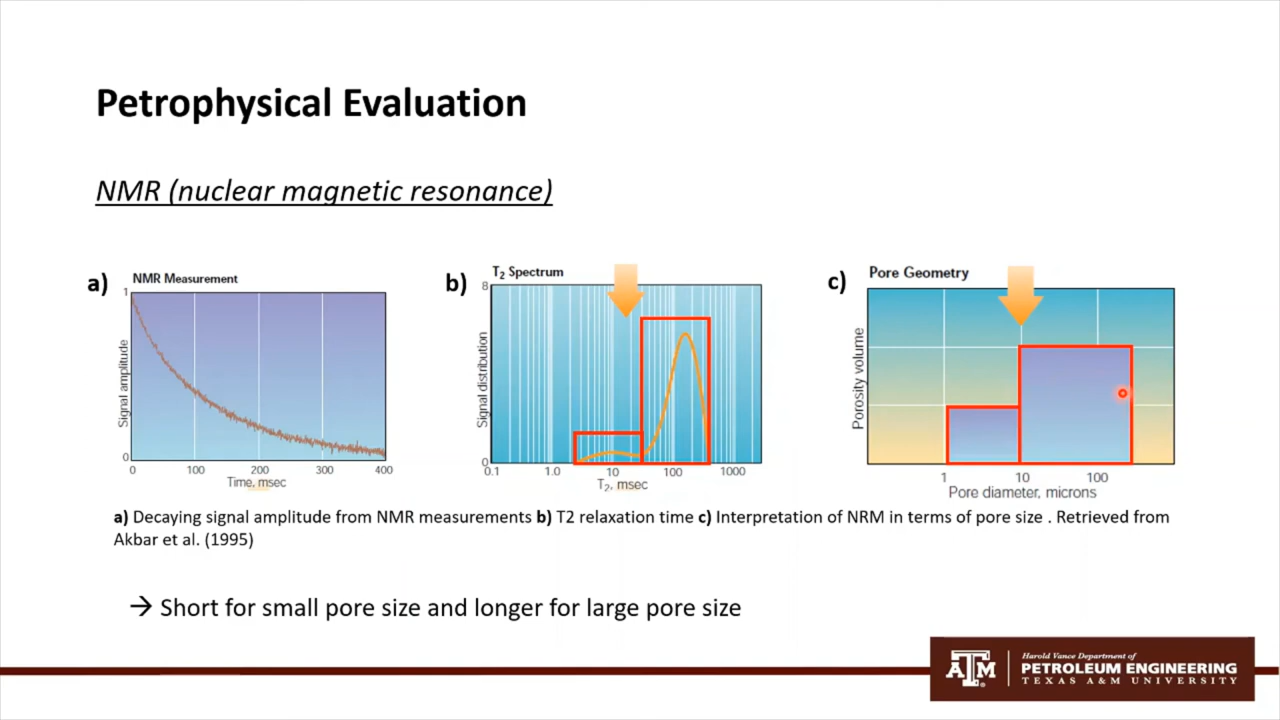 Petrophysical Evaluation
NMR (nuclear magnetic resonance)
a)
NMR Measurement
1
Signal amplitude
0
0 100 200 300 400
Time, msec
b)
T2 Spectrum
8
Signal distribution
0
0.1 1.0 10 100 1000
T2, msec
c)
Pore Geometry
Porosity volume
1 10 100
Pore diameter, microns
a) Decaying signal amplitude from NMR measurements b) T2 relaxation time c) Interpretation of NRM in terms of pore size . Retrieved from
Akbar et al. (1995)
→ Short for small pore size and longer for large pore size
ATM
Harold Vance Department of
PETROLEUM ENGINEERING
TEXAS A&M UNIVERSITY